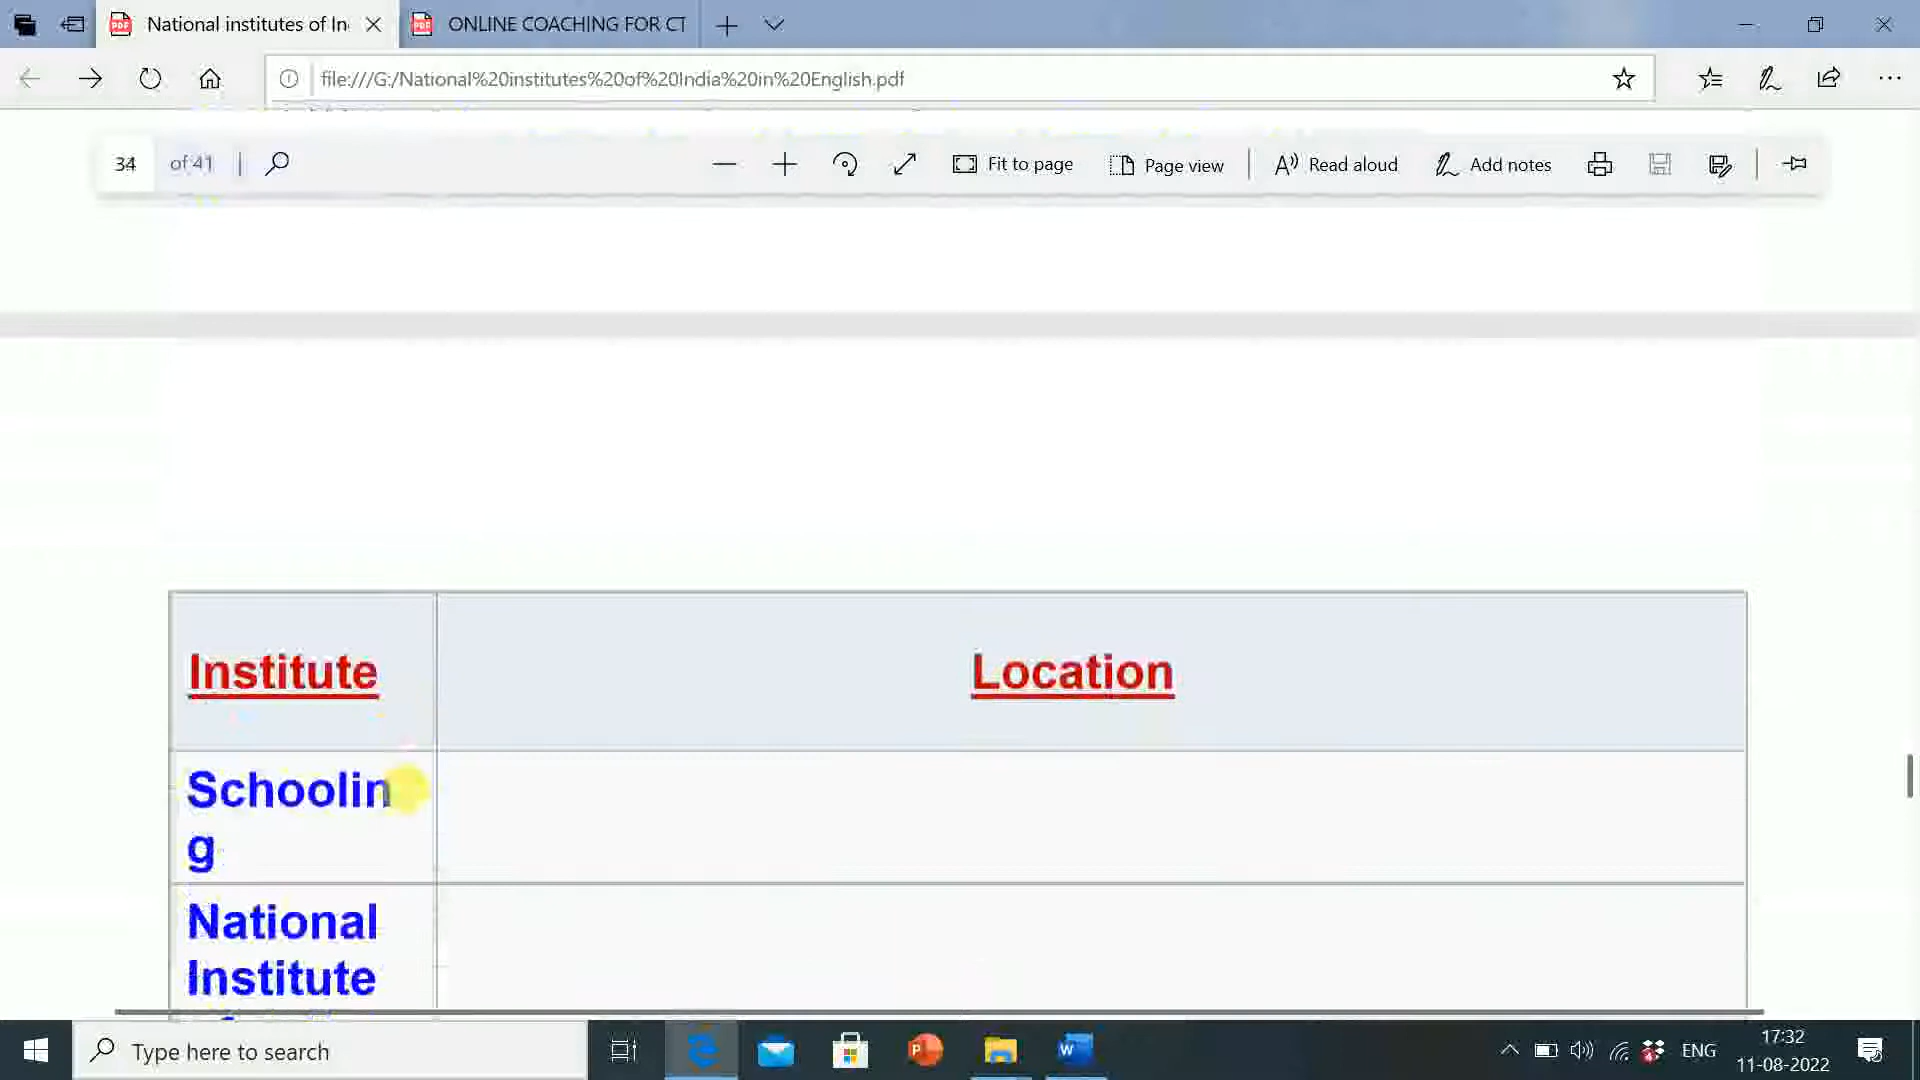 National institutes of In
ONLINE COACHING FOR CT
file:///G:/National%20institutes%20of%20India%20in%20English.pdf
34 of 41
Fit to page
Page view
Read aloud
Add notes
Institute
Location
Schoolin
g
National
Institute
Type here to search
ENG
17:32
11-08-2022